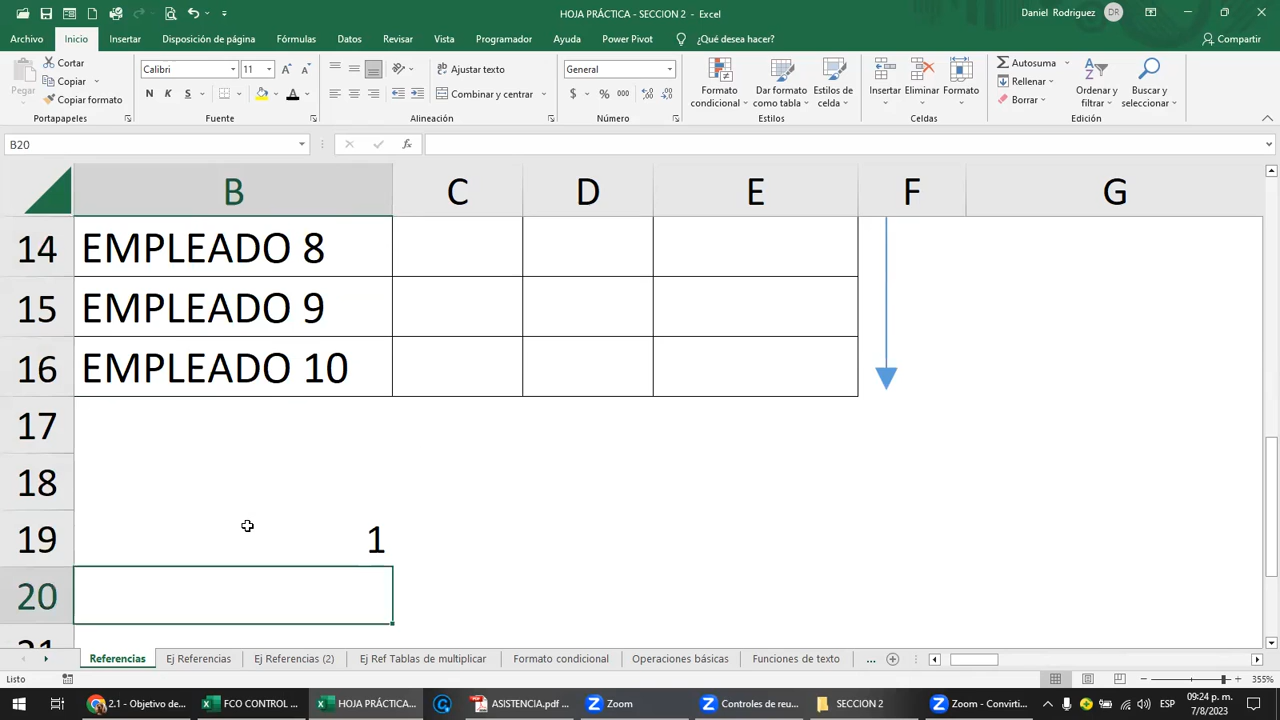 HOJA PRÁCTICA - SECCION 2 - Excel
Daniel Rodriguez DR
Archivo Inicio Insertar Disposición de página Fórmulas Datos Revisar Vista Programador Ayuda Power Pivot ¿Qué desea hacer? Compartir
Pegar
Cortar
Copiar
Copiar formato
Portapapeles
Calibri 11
N K S
Fuente
Ajustar texto
Combinar y centrar
Alineación
General
$ % 000
Número
Formato condicional
Dar formato como tabla
Estilos de celda
Estilos
Insertar Eliminar Formato
Celdas
Autosuma
Rellenar
Borrar
Ordenar y filtrar
Buscar y seleccionar
Edición
B20 fx
B C D E F G
14 EMPLEADO 8
15 EMPLEADO 9
16 EMPLEADO 10
17
18
19 1
20
21
Referencias Ej Referencias Ej Referencias (2) Ej Ref Tablas de multiplicar Formato condicional Operaciones básicas Funciones de texto ...
Listo 355%
2.1 - Objetivo de... FCO CONTROL ... HOJA PRÁCTICA... ASISTENCIA.pdf ... Zoom Controles de reu... SECCION 2 Zoom - Convirti... ESP 09:24 p. m.
7/8/2023